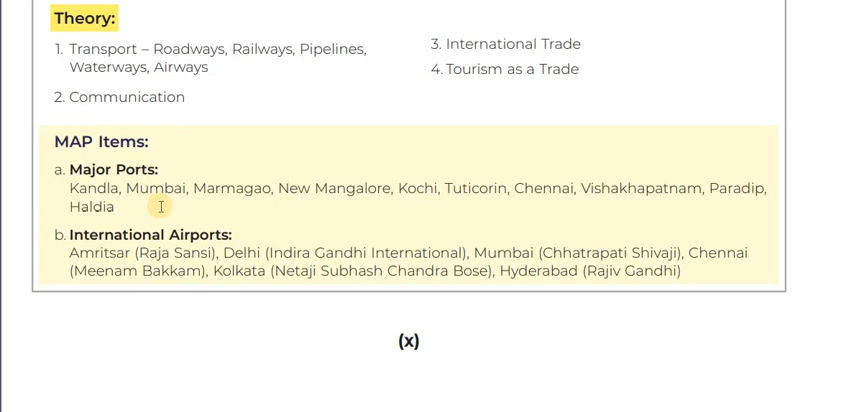 Theory:
1. Transport – Roadways, Railways, Pipelines,
Waterways, Airways
2. Communication
3. International Trade
4. Tourism as a Trade
MAP Items:
a. Major Ports:
Kandla, Mumbai, Marmagao, New Mangalore, Kochi, Tuticorin, Chennai, Vishakhapatnam, Paradip,
Haldia
b. International Airports:
Amritsar (Raja Sansi), Delhi (Indira Gandhi International), Mumbai (Chhatrapati Shivaji), Chennai
(Meenam Bakkam), Kolkata (Netaji Subhash Chandra Bose), Hyderabad (Rajiv Gandhi)
(x)